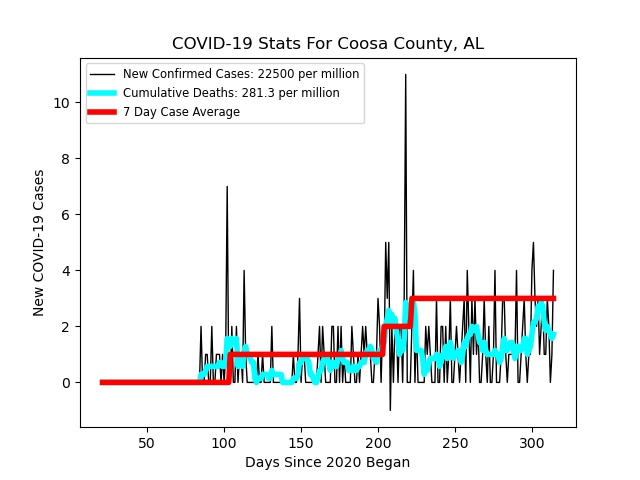 COVID-19 Stats For Coosa County, AL
New Confirmed Cases: 22500 per million
Cumulative Deaths: 281.3 per million
7 Day Case Average
New COVID-19 Cases
10
8
6
4
2
0
50 100 150 200 250 300
Days Since 2020 Began